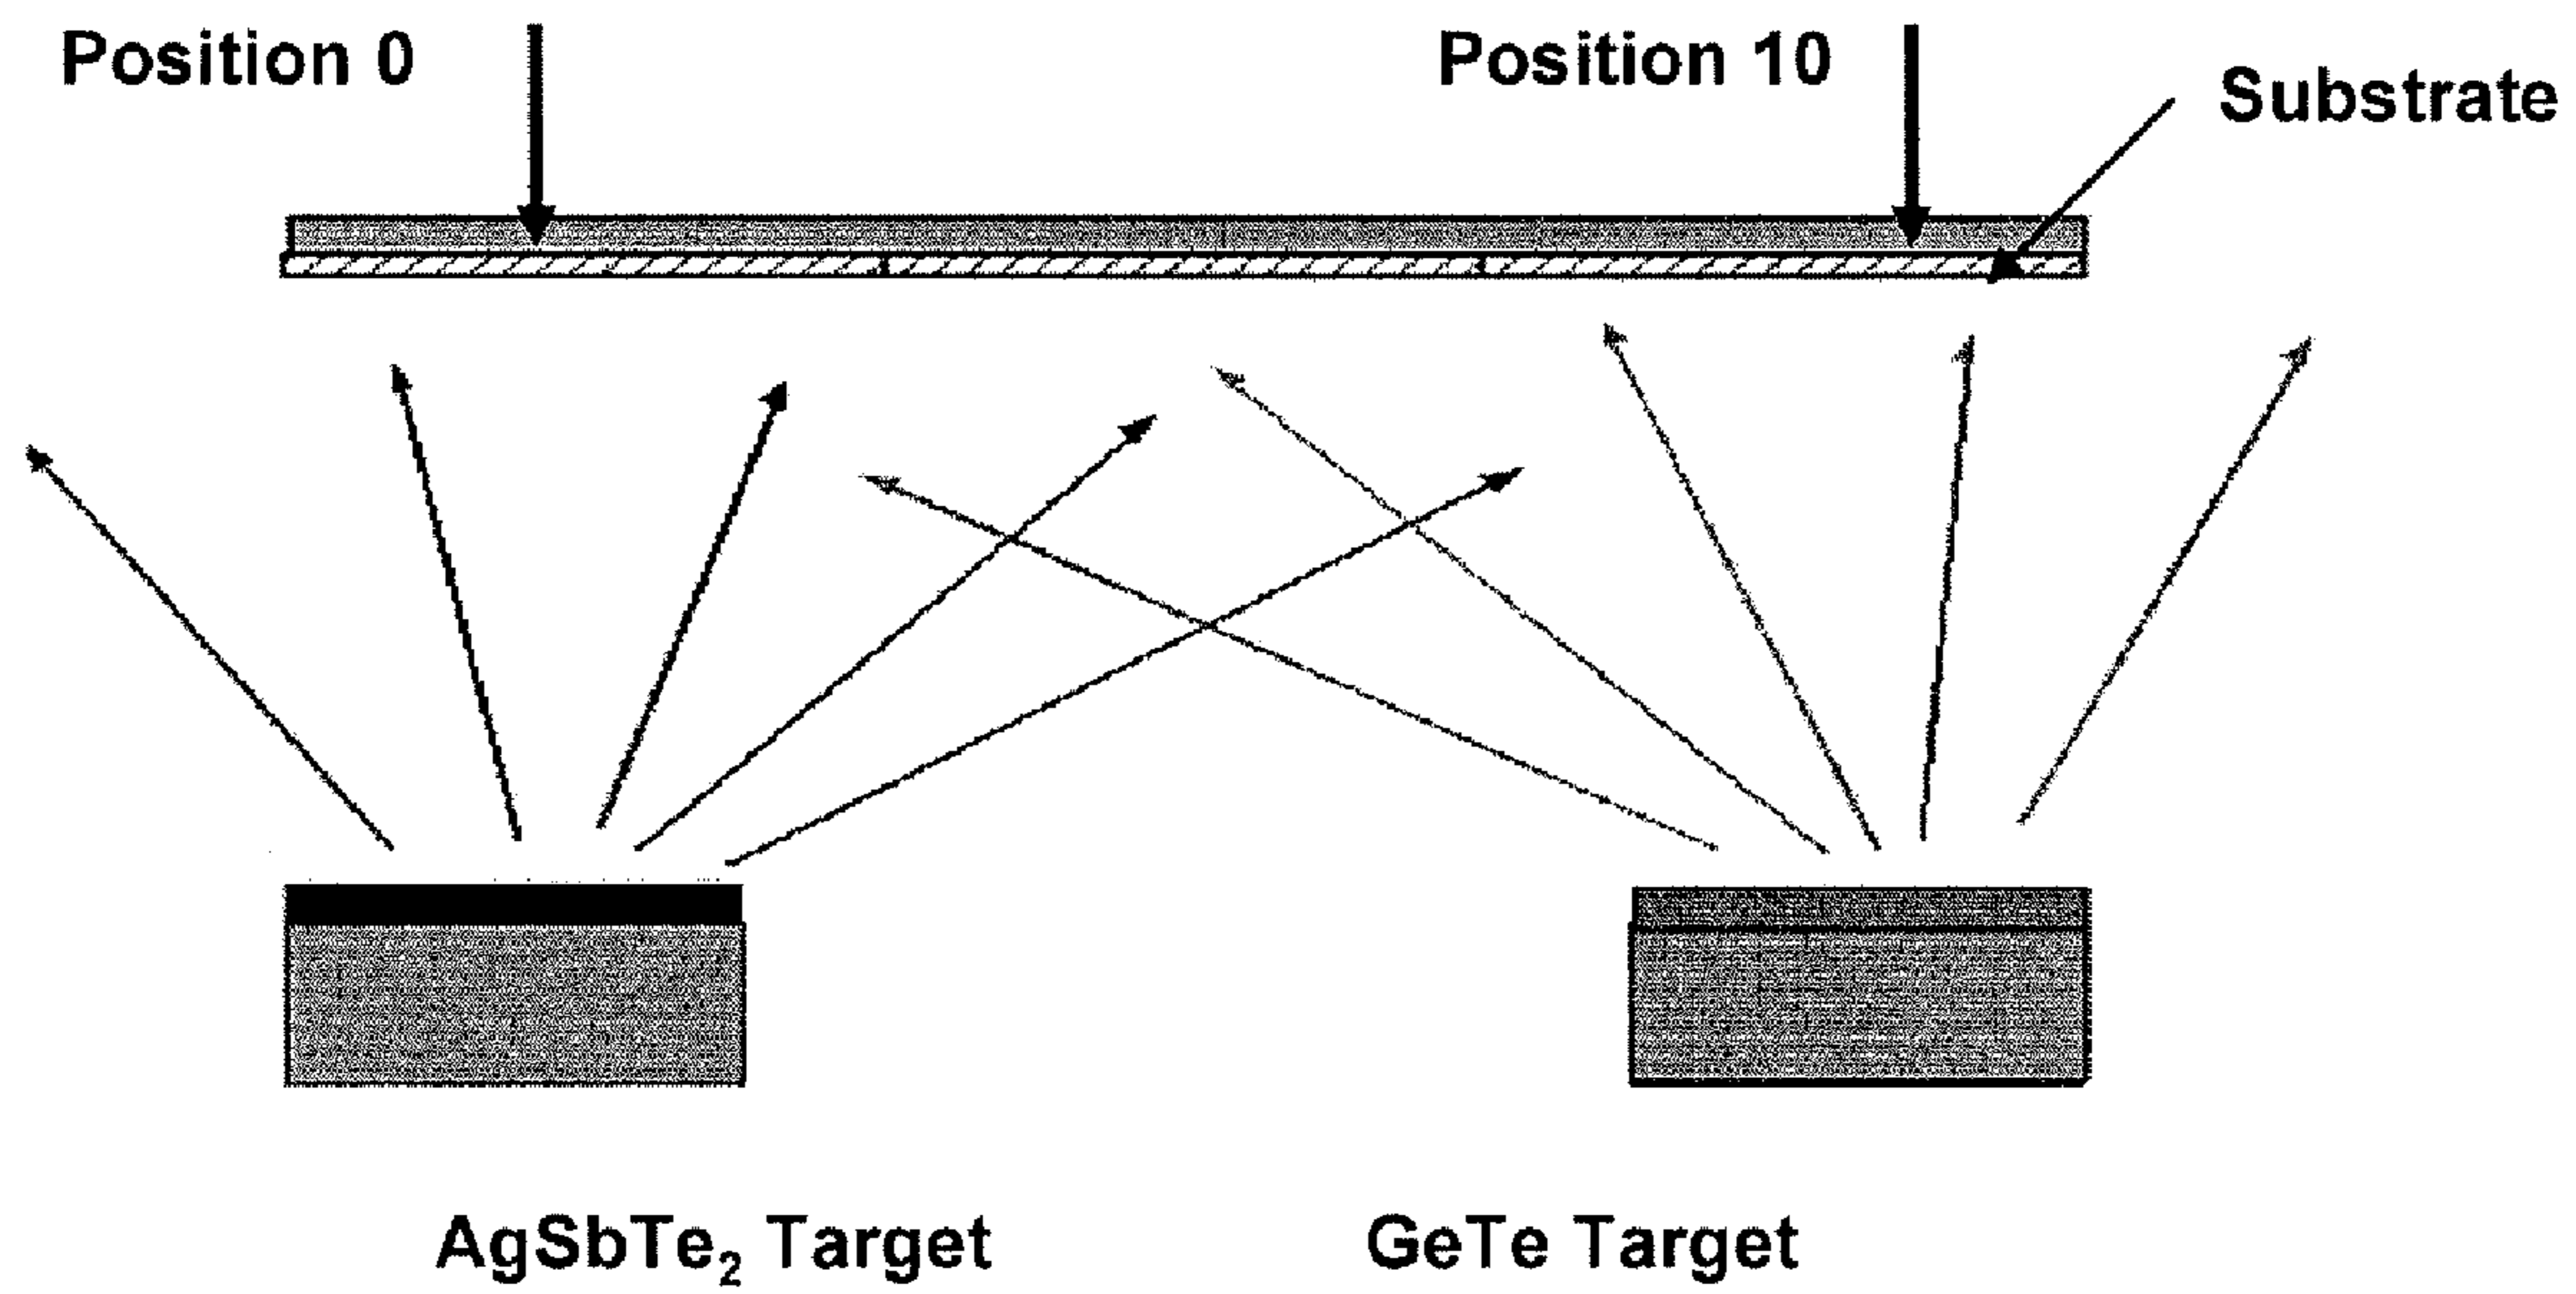 Position 0
Position 10
Substrate
AgSbTe₂ Target
GeTe Target